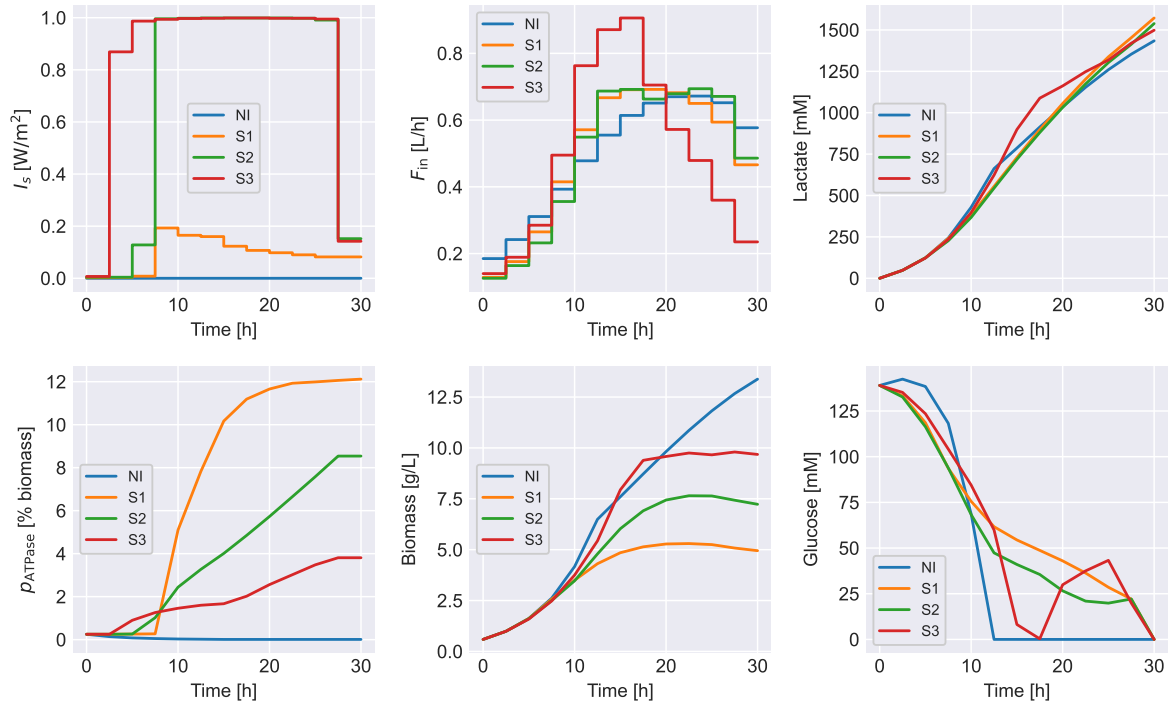 I_s [W/m²]
1.0
0.8
0.6
0.4
0.2
0.0
NI
S1
S2
S3
0 10 20 30
Time [h]
F_in [L/h]
0.8
0.6
0.4
0.2
NI
S1
S2
S3
0 10 20 30
Time [h]
Lactate [mM]
1500
1250
1000
750
500
250
0
NI
S1
S2
S3
0 10 20 30
Time [h]
p_ATPase [% biomass]
12
10
8
6
4
2
0
NI
S1
S2
S3
0 10 20 30
Time [h]
Biomass [g/L]
12.5
10.0
7.5
5.0
2.5
0.0
NI
S1
S2
S3
0 10 20 30
Time [h]
Glucose [mM]
125
100
75
50
25
0
NI
S1
S2
S3
0 10 20 30
Time [h]